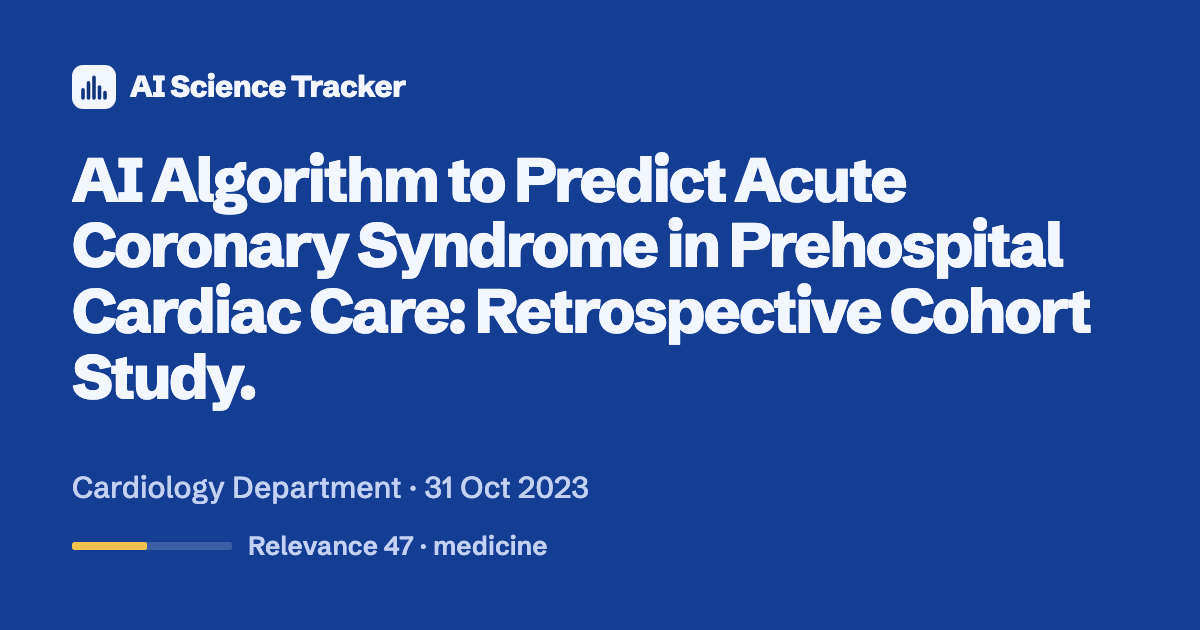 AI Science Tracker
AI Algorithm to Predict Acute
Coronary Syndrome in Prehospital
Cardiac Care: Retrospective Cohort
Study.
Cardiology Department · 31 Oct 2023
Relevance 47 · medicine